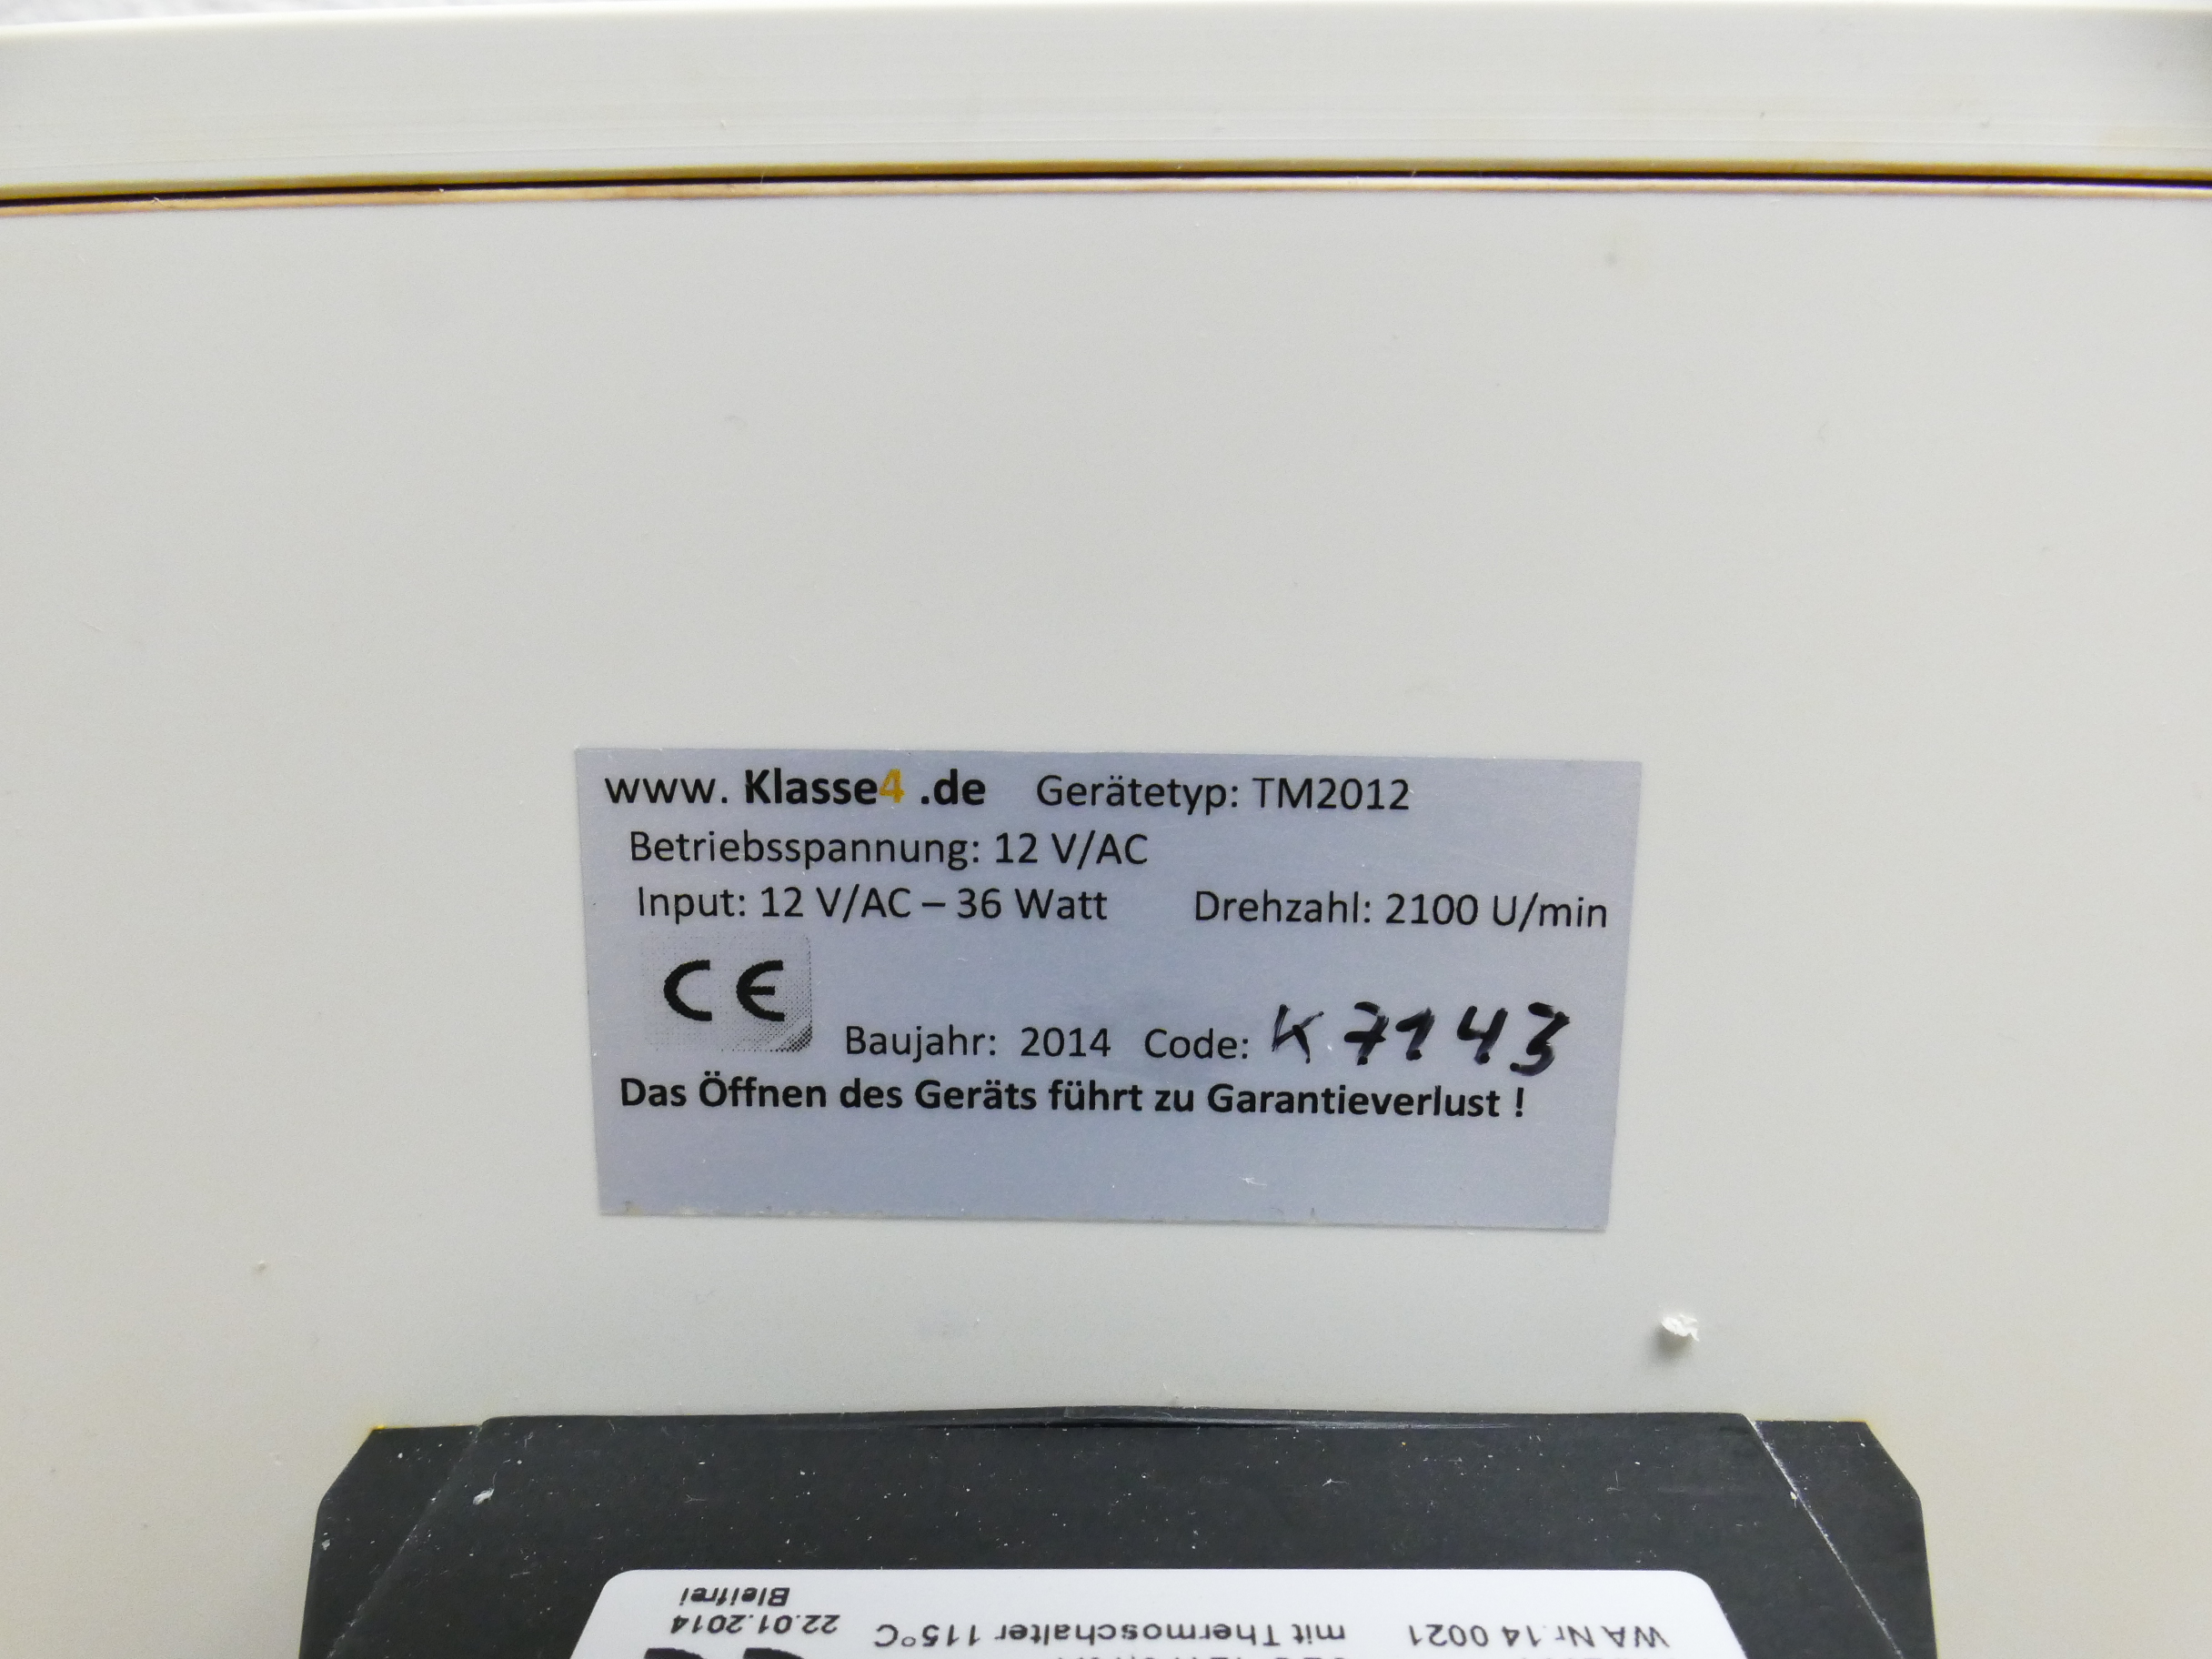 www. Klasse4 .de Gerätetyp: TM2012
Betriebsspannung: 12 V/AC
Input: 12 V/AC – 36 Watt Drehzahl: 2100 U/min
CE
Baujahr: 2014 Code: K7143
Das Öffnen des Geräts führt zu Garantieverlust !
WA Nr.14 0021 mit Thermoschalter 115°C 22.01.2014
Bleifrei